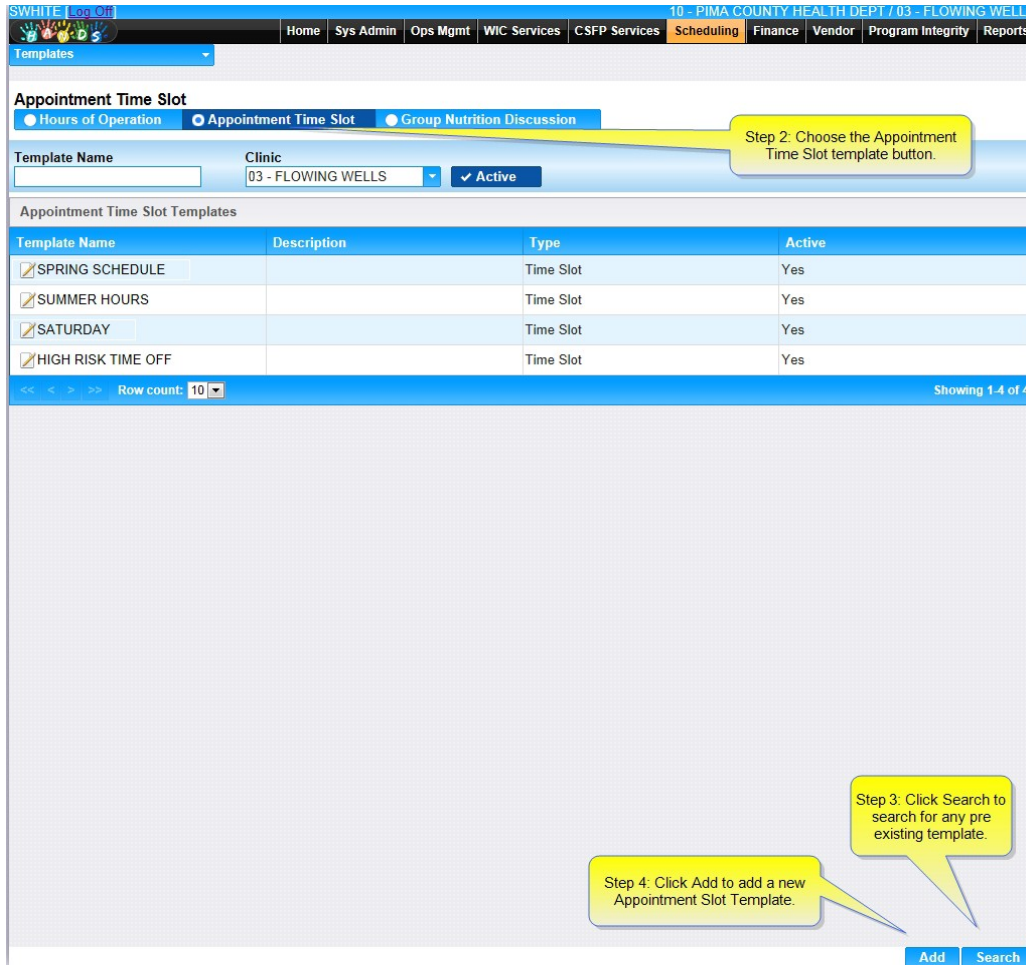 SWHITE [Log Off] 10 - PIMA COUNTY HEALTH DEPT / 03 - FLOWING WELL
HANDS Home Sys Admin Ops Mgmt WIC Services CSFP Services Scheduling Finance Vendor Program Integrity Reports
Templates
Appointment Time Slot
Hours of Operation Appointment Time Slot Group Nutrition Discussion
Step 2: Choose the Appointment
Time Slot template button.
Template Name Clinic
03 - FLOWING WELLS Active
Appointment Time Slot Templates
Template Name Description Type Active
SPRING SCHEDULE Time Slot Yes
SUMMER HOURS Time Slot Yes
SATURDAY Time Slot Yes
HIGH RISK TIME OFF Time Slot Yes
<< < > >> Row count: 10 Showing 1-4 of 4
Step 3: Click Search to
search for any pre
existing template.
Step 4: Click Add to add a new
Appointment Slot Template.
Add Search